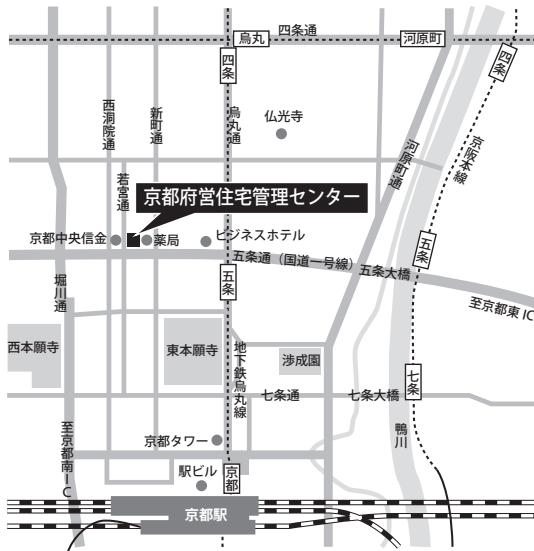 四条通
烏丸
河原町
四条
四条
西洞院通
新町通
烏丸通
仏光寺
河原町通
京阪本線
若宮通
京都府営住宅管理センター
京都中央信金
薬局
ビジネスホテル
五条通（国道一号線）
五条大橋
五条
五条
至京都東IC
堀川通
西本願寺
東本願寺
地下鉄烏丸線
渉成園
七条通
七条大橋
七条
鴨川
至京都南IC
京都タワー
駅ビル
京都
京都駅